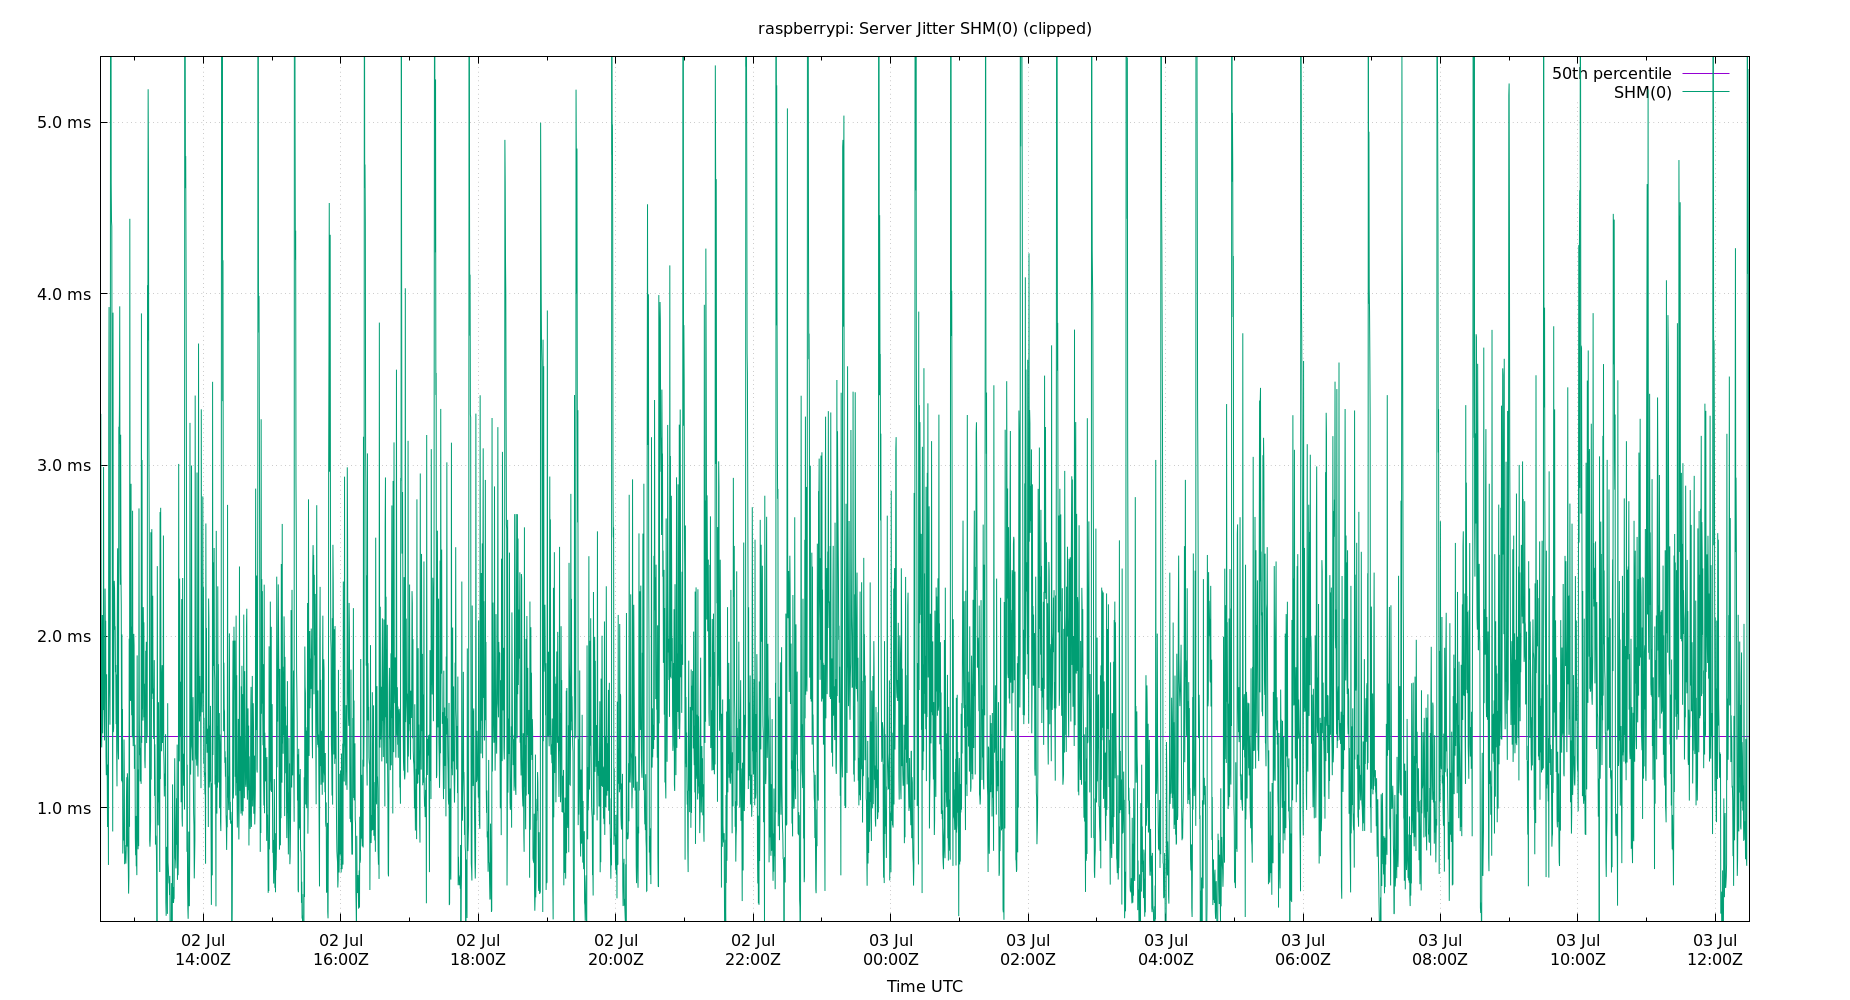 raspberrypi: Server Jitter SHM(0) (clipped)
50th percentile
SHM(0)
5.0 ms
4.0 ms
3.0 ms
2.0 ms
1.0 ms
02 Jul 02 Jul 02 Jul 02 Jul 02 Jul 03 Jul 03 Jul 03 Jul 03 Jul 03 Jul 03 Jul 03 Jul
14:00Z 16:00Z 18:00Z 20:00Z 22:00Z 00:00Z 02:00Z 04:00Z 06:00Z 08:00Z 10:00Z 12:00Z
Time UTC